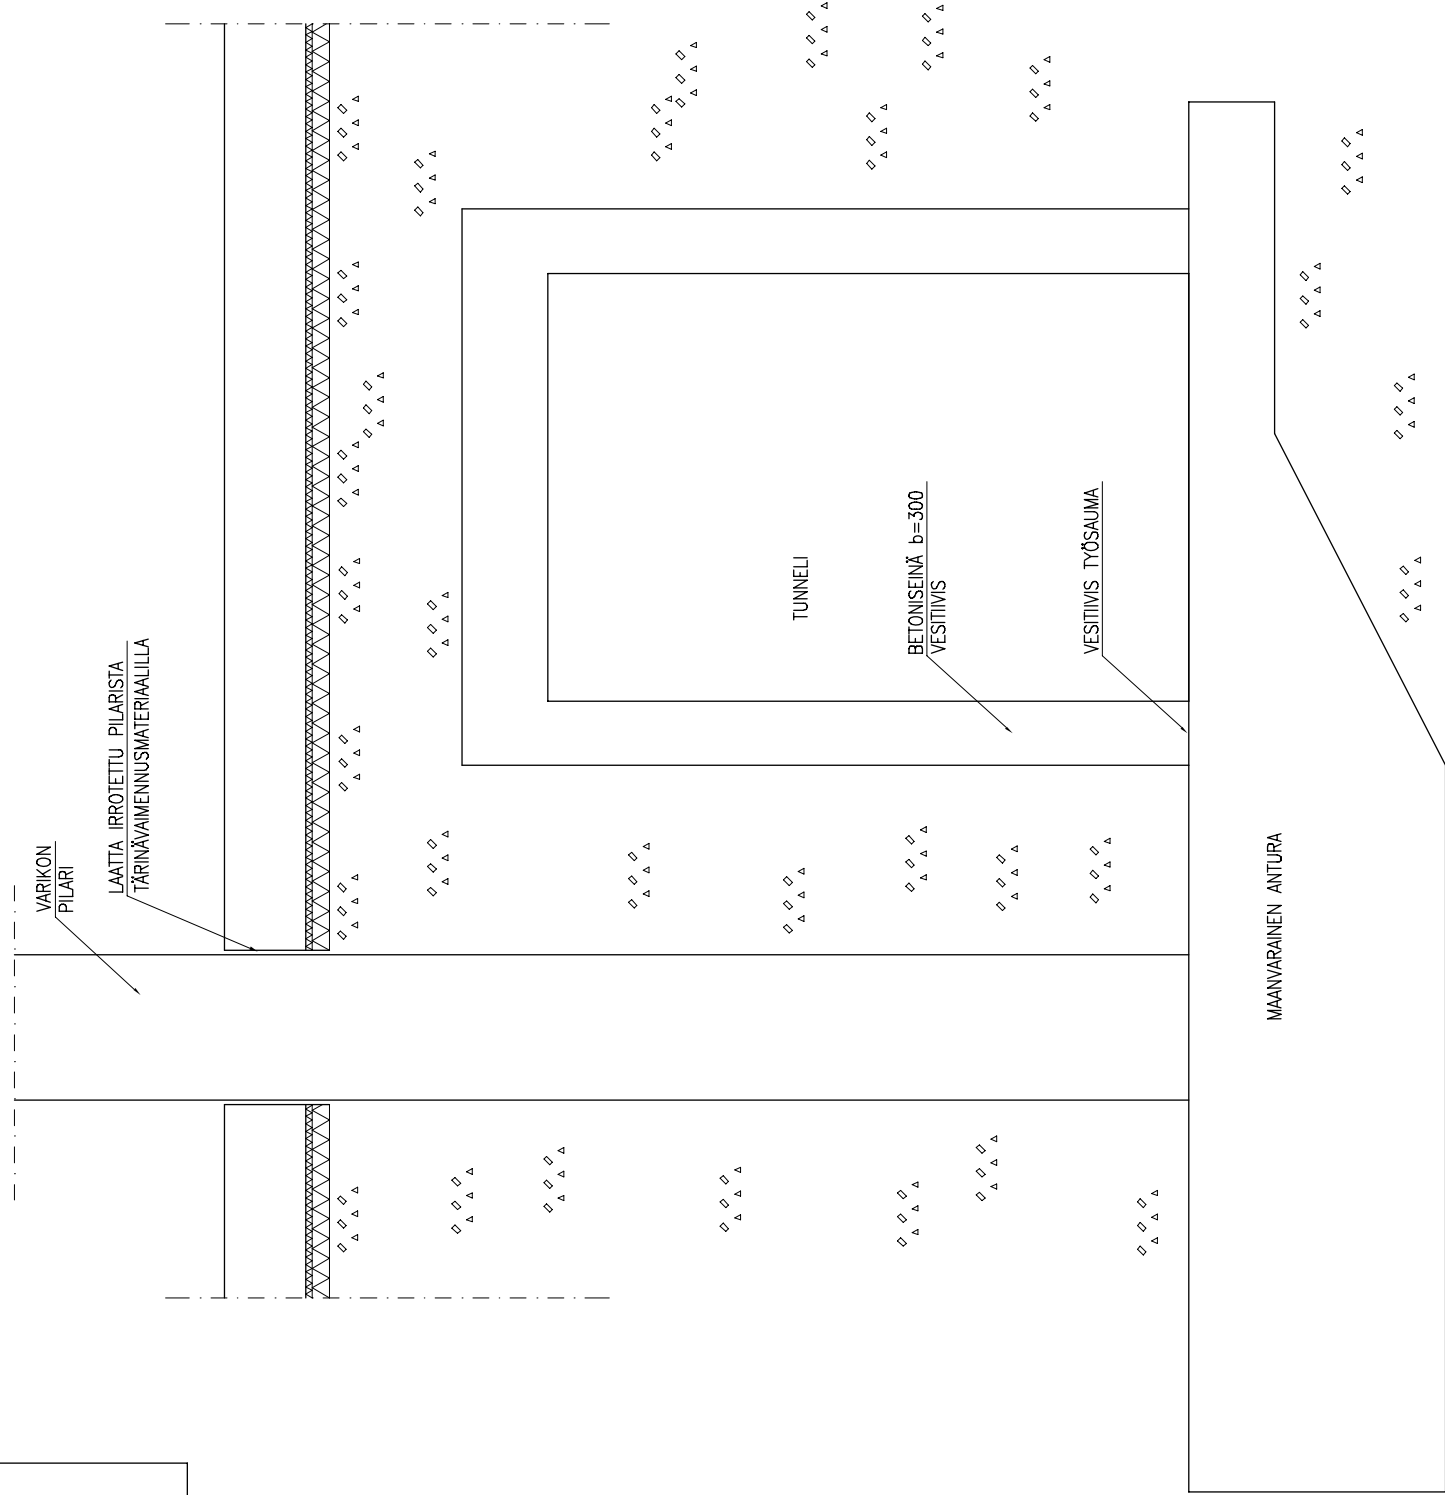 VARIKON
PILARI
LAATTA IRROTETTU PILARISTA
TÄRINÄVAIMENNUSMATERIAALILLA
TUNNELI
BETONISEINÄ b=300
VESITIIVIS
VESITIIVIS TYÖSAUMA
MAANVARAINEN ANTURA